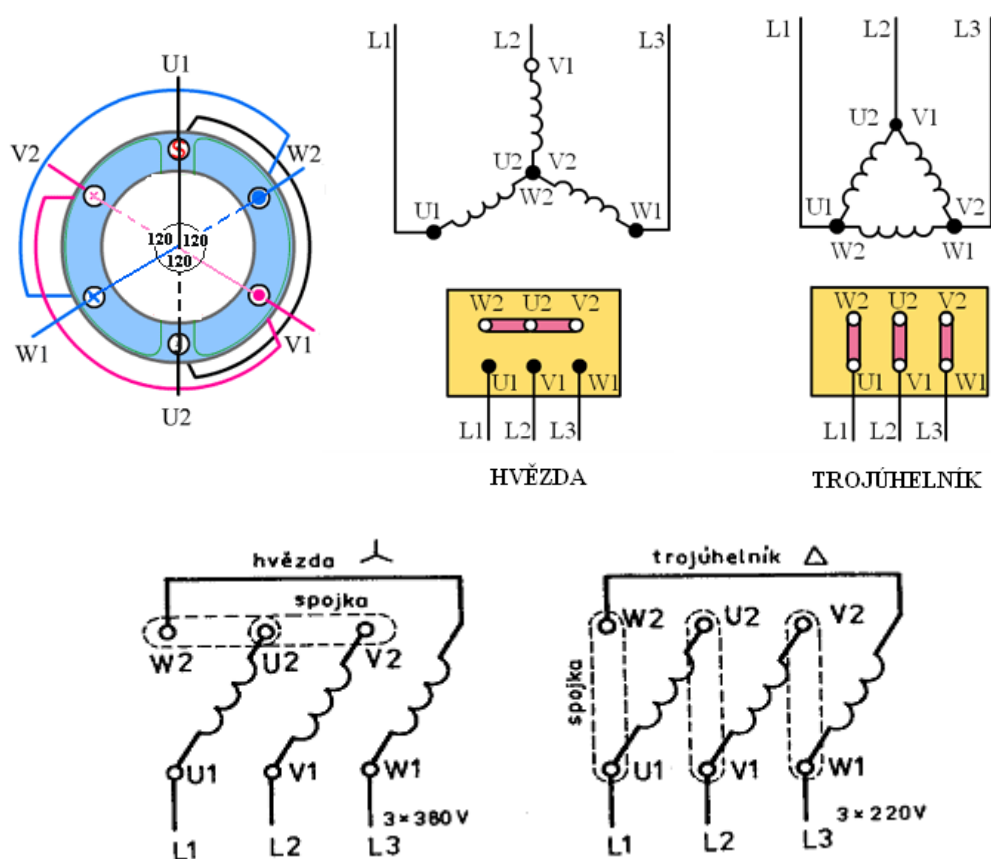 U1
V2
W2
120 120
120
W1
V1
U2
L1 L2 L3
V1
U2 V2
W2
U1
W1
W2 U2 V2
U1 V1 W1
L1 L2 L3
HVĚZDA
L1 L2 L3
U2 V1
U1
V2
W2
W1
W2 U2 V2
U1 V1 W1
L1 L2 L3
TROJÚHELNÍK
hvězda
spojka
W2 U2 V2
U1 V1 W1
3×380V
L1 L2 L3
trojúhelník
W2 U2 V2
spojka
U1 V1 W1
3×220V
L1 L2 L3